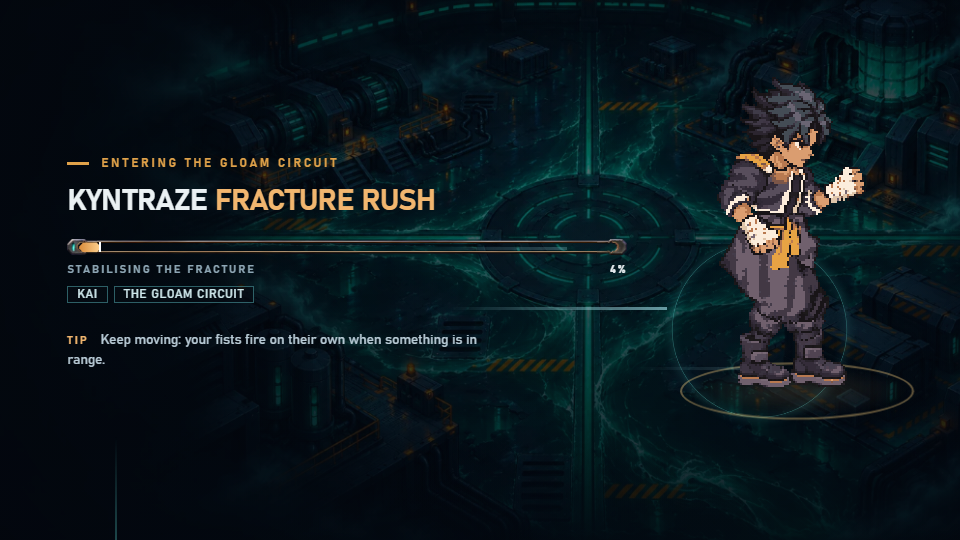 ENTERING THE GLOAM CIRCUIT
KYNTRAZE FRACTURE RUSH
STABILISING THE FRACTURE 4%
KAI THE GLOAM CIRCUIT
TIP Keep moving: your fists fire on their own when something is in
range.